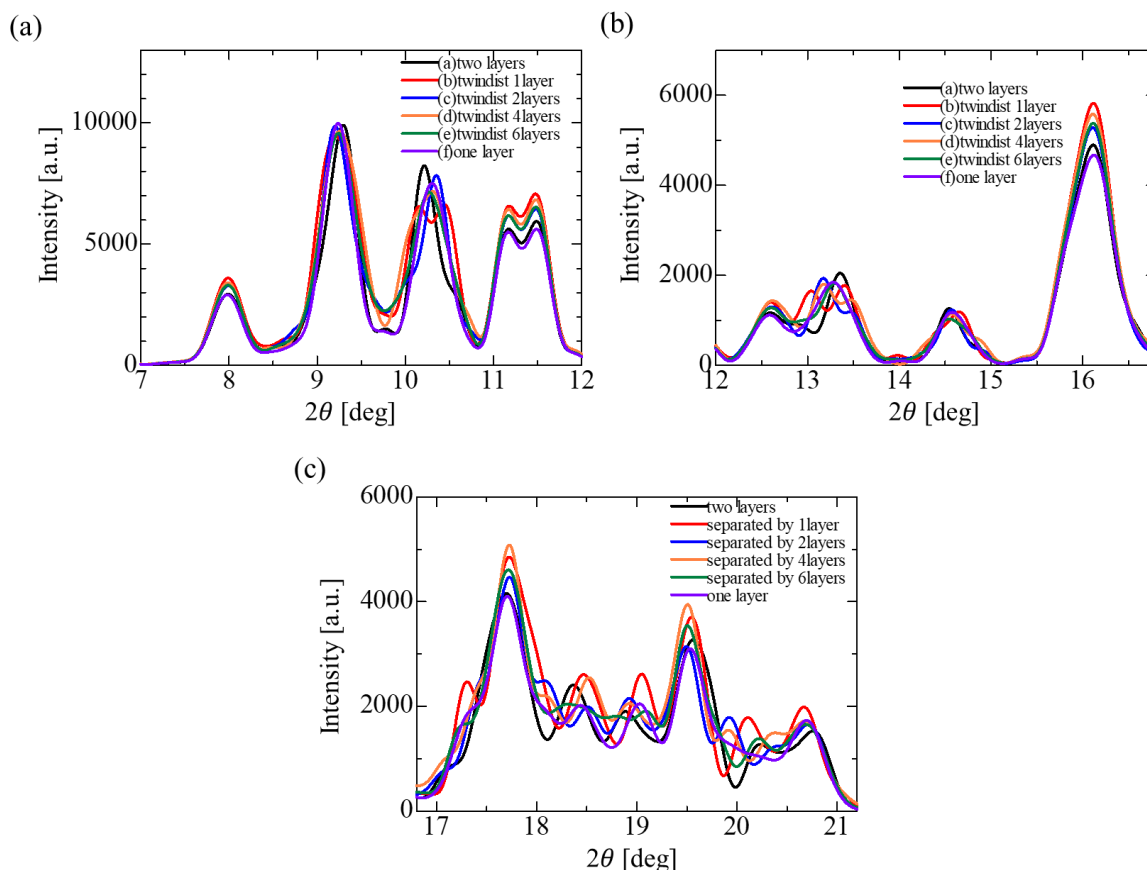 (a)
Intensity [a.u.]
10000
5000
0
(a)two layers
(b)twindist 1layer
(c)twindist 2layers
(d)twindist 4layers
(e)twindist 6layers
(f)one layer
7 8 9 10 11 12
2θ [deg]
(b)
Intensity [a.u.]
6000
4000
2000
0
(a)two layers
(b)twindist 1layer
(c)twindist 2layers
(d)twindist 4layers
(e)twindist 6layers
(f)one layer
12 13 14 15 16
2θ [deg]
(c)
Intensity [a.u.]
6000
4000
2000
0
two layers
separated by 1layer
separated by 2layers
separated by 4layers
separated by 6layers
one layer
17 18 19 20 21
2θ [deg]